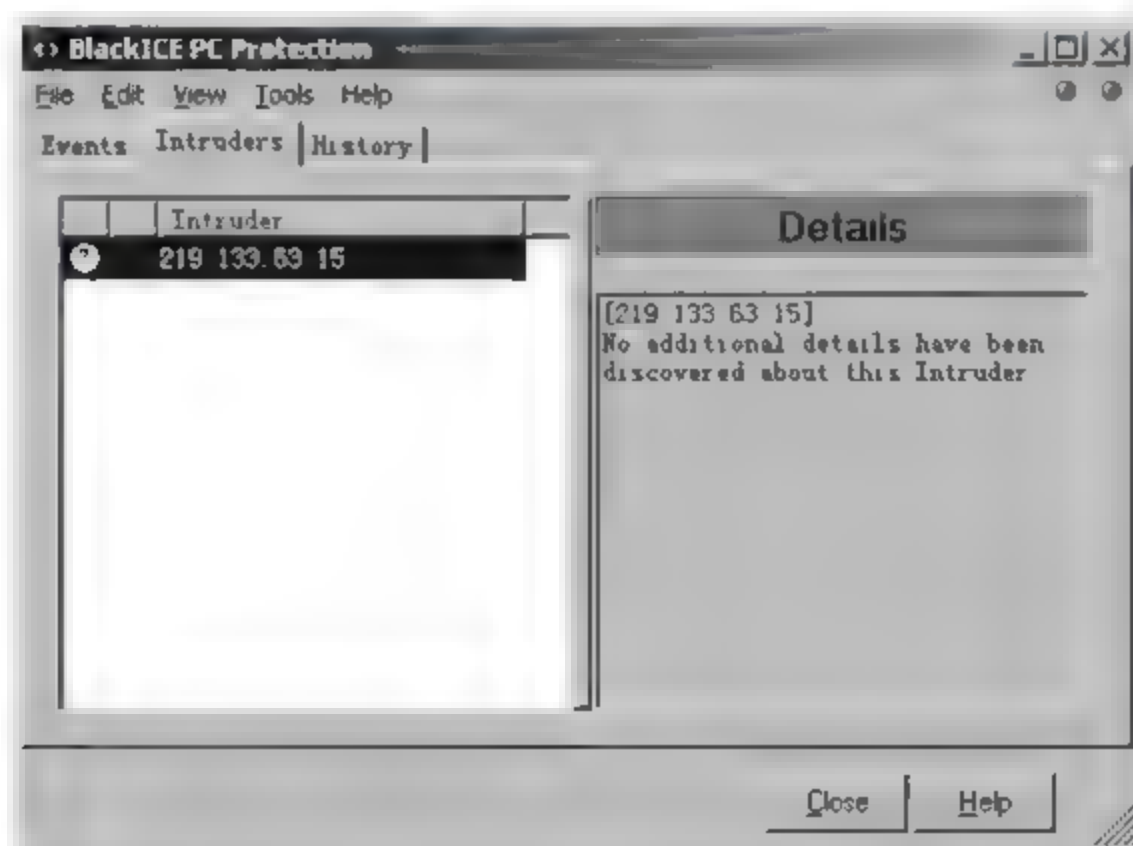 BlackICE PC Protection
File Edit View Tools Help
Events Intruders History
Intruder
219 133.63 15
Details
[219 133 63 15]
No additional details have been
discovered about this Intruder
Close Help